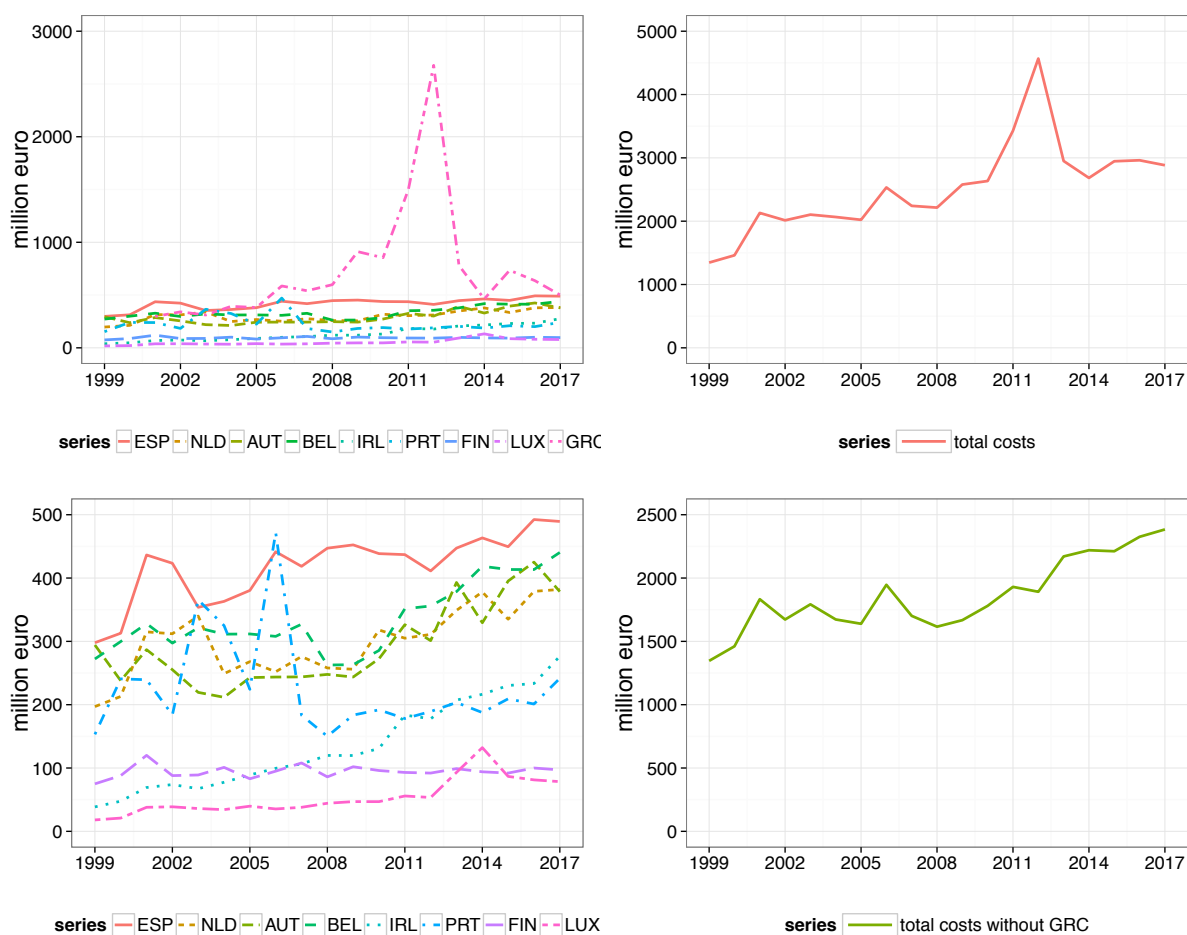 3000
2000
1000
0
million euro
1999 2002 2005 2008 2011 2014 2017
series ESP NLD AUT BEL IRL PRT FIN LUX GRC
5000
4000
3000
2000
1000
0
million euro
1999 2002 2005 2008 2011 2014 2017
series total costs
500
400
300
200
100
0
million euro
1999 2002 2005 2008 2011 2014 2017
series ESP NLD AUT BEL IRL PRT FIN LUX
2500
2000
1500
1000
500
0
million euro
1999 2002 2005 2008 2011 2014 2017
series total costs without GRC